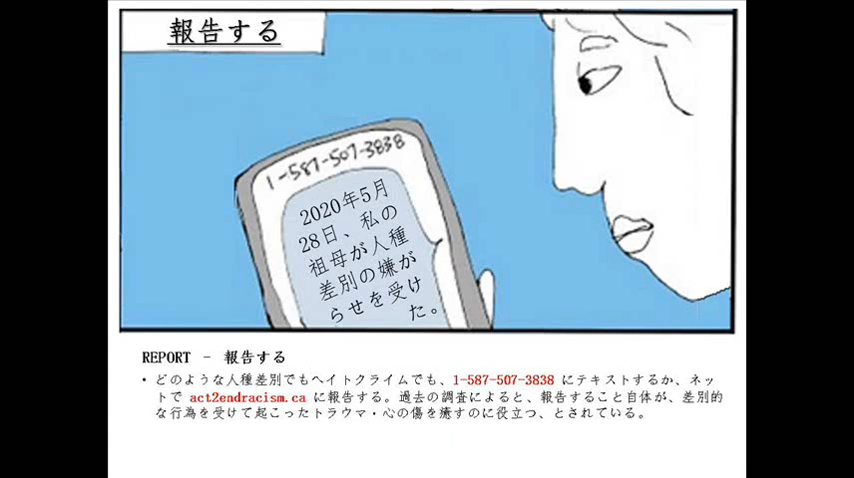 報告する
1-587-507-3838
2020年5月
28日、私の
祖母が人種
差別の嫌が
らせを受け
た。
REPORT - 報告する
• どのような人種差別でもヘイトクライムでも、1-587-507-3838 にテキストするか、ネッ
トで act2endracism.ca に報告する。過去の調査によると、報告すること自体が、差別的
な行為を受けて起こったトラウマ・心の傷を癒すのに役立つ、とされている。